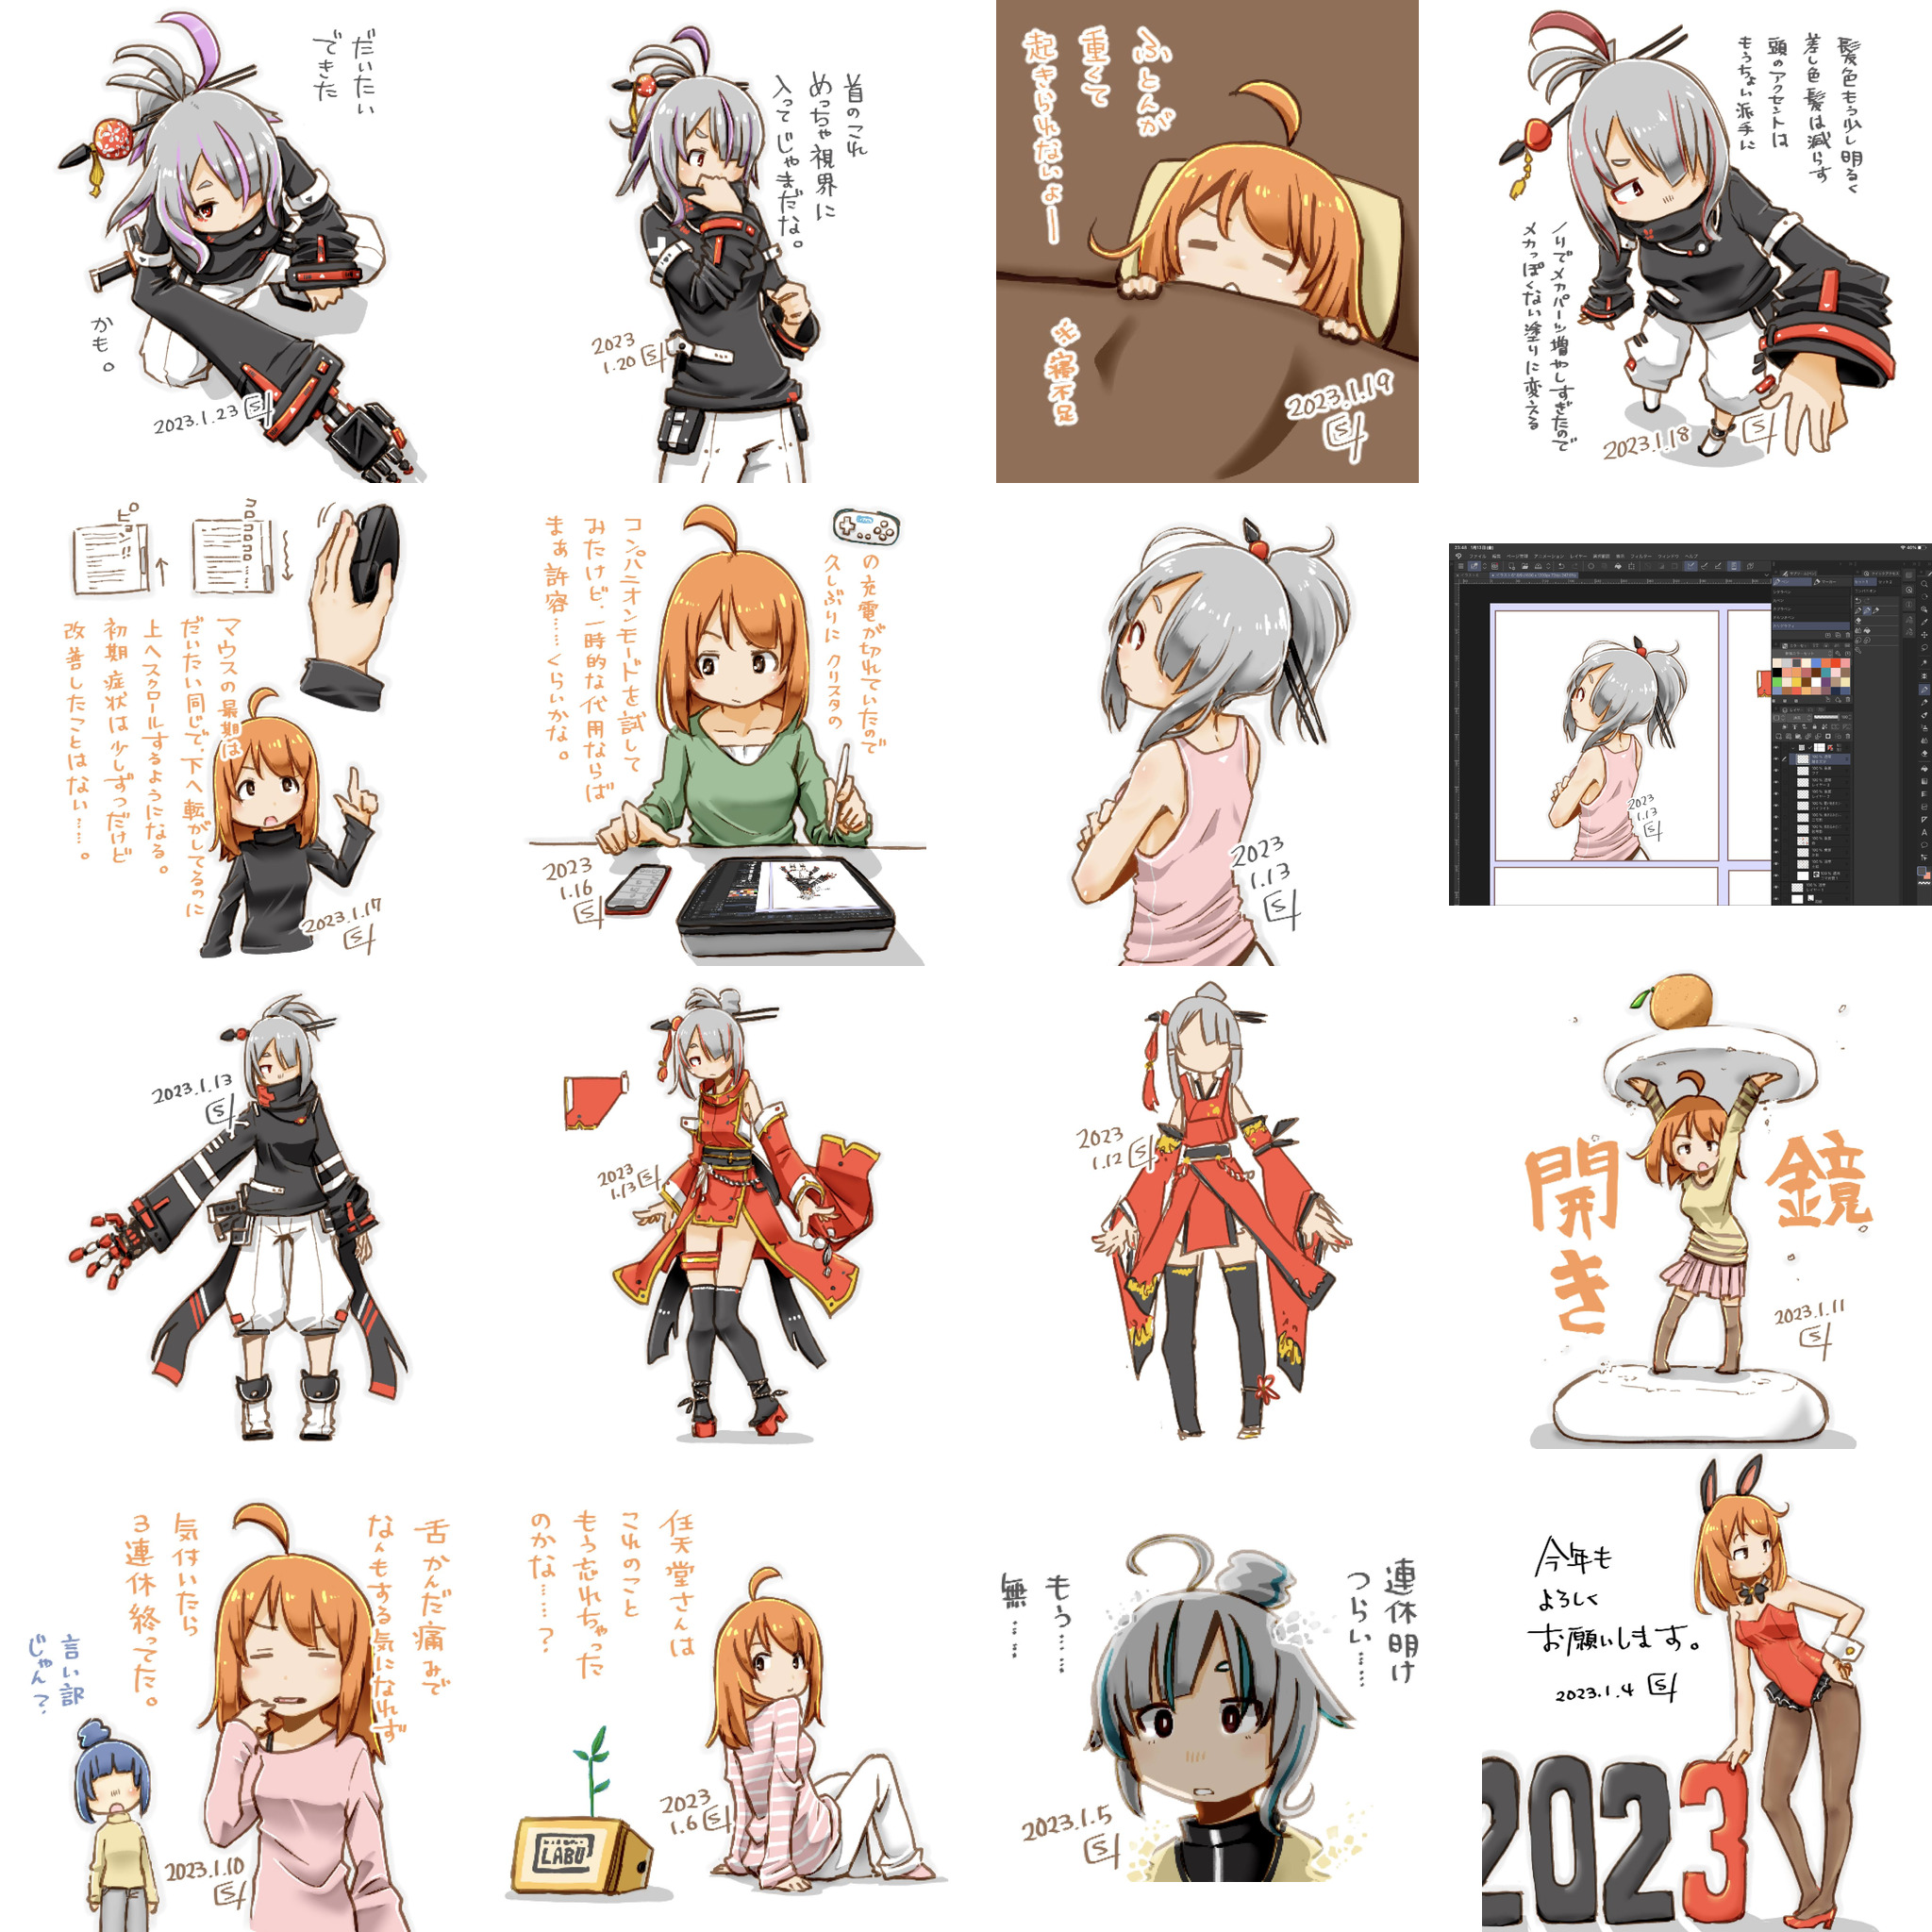 だいたい
できた
かも。
2023.1.23
首のこれ
めっちゃ視界に
入ってじゃまだな。
2023
1.20
ふとんが
重くて
起きられないよー
※寝不足
2023.1.19
髪色もう少し明るく
差し色髪は減らす
頭のアクセントは
もうちょい派手に
ノリでメカパーツ増やしすぎたので
メカっぽくない塗りに変える
2023.1.18
ピョン!!
コロコロコロ
マウスの最期は
だいたい同じで、下へ転がしてるのに
上へスクロールするようになる。
初期症状は少しずつだけど
改善したことはない……。
2023.1.17
の充電が切れていたので
久しぶりにクリスタの
コンパニオンモードを試して
みたけど、一時的な代用ならば
まぁ許容……くらいかな。
2023
1.16
2023
1.13
2023
1.13
2023.1.13
2023
1.13
2023
1.12
鏡
開き
2023.1.11
舌かんだ痛みで
なんもする気になれず
気付いたら
3連休終ってた。
言い訳
じゃん?
2023.1.10
任天堂さんは
これのこと
もう忘れちゃった
のかな……?
LABO
2023
1.6
連休明け
つらい……
もう……
無……
2023.1.5
今年も
よろしく
お願いします。
2023.1.4
2023